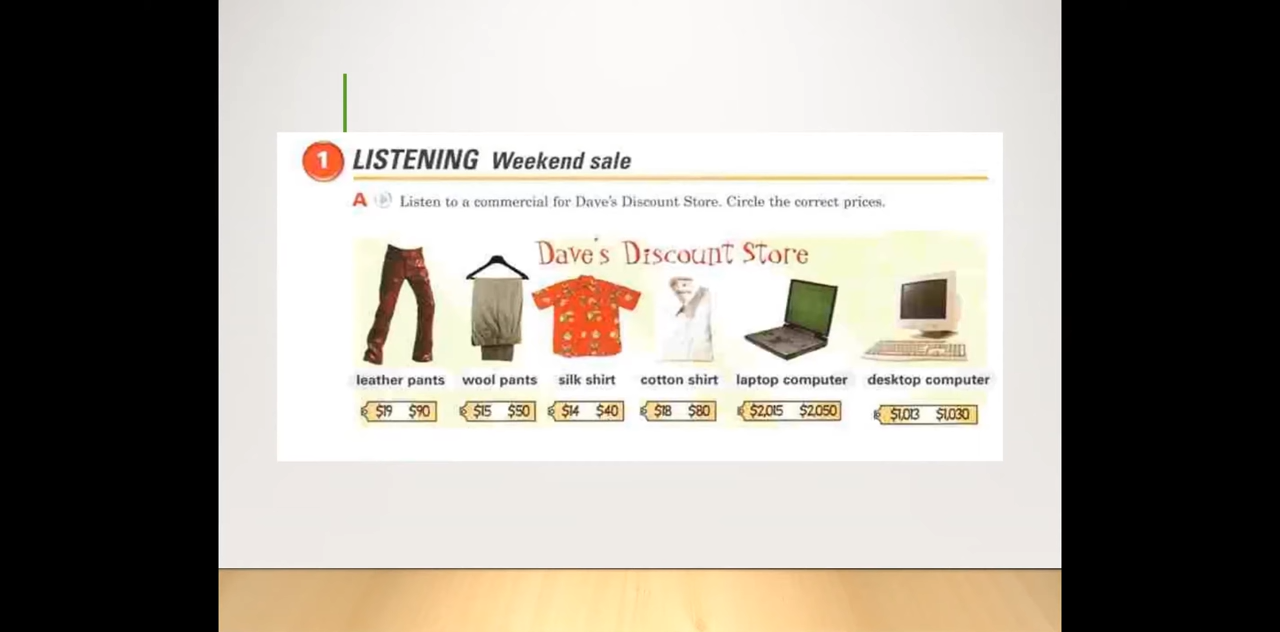 1 LISTENING Weekend sale
A Listen to a commercial for Dave's Discount Store. Circle the correct prices.
Dave's Discount Store
leather pants wool pants silk shirt cotton shirt laptop computer desktop computer
$19 $90 $15 $50 $14 $40 $18 $80 $2,015 $2,050 $1,013 $1,030